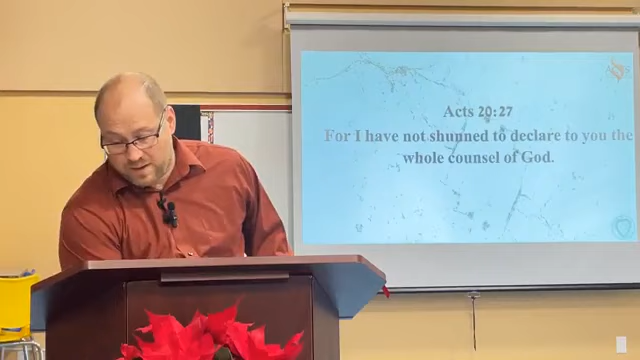 Acts 20:27
For I have not shunned to declare to you the
whole counsel of God.